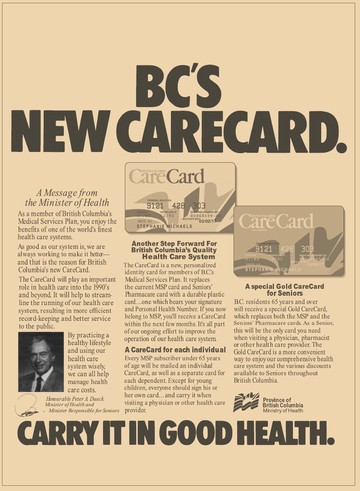 BC'S
NEW CARECARD.
A Message from
the Minister of Health
As a member of British Columbia's
Medical Services Plan, you enjoy the
benefits of one of the world's finest
health care systems.
As good as our system is, we are
always working to make it better—
and that is the reason for British
Columbia's new CareCard.
The CareCard will play an important
role in health care into the 1990's
and beyond. It will help to stream-
line the running of our health care
system, resulting in more efficient
record-keeping and better service
to the public.
By practicing a
healthy lifestyle
and using our
health care
system wisely,
we can all help
manage health
care costs.
Honourable Peter A. Dueck
Minister of Health and
Minister Responsible for Seniors
CareCard
9121 428 303
STEPHANIE MICHAELS
Another Step Forward For
British Columbia's Quality
Health Care System
The CareCard is a new, personalized
identity card for members of B.C.'s
Medical Services Plan. It replaces
the current MSP card and Seniors'
Pharmacare card with a durable plastic
card...one which bears your signature
and Personal Health Number. If you now
belong to MSP, you'll receive a CareCard
within the next few months. It's all part
of our ongoing effort to improve the
operation of our health care system.
A CareCard for each individual
Every MSP subscriber under 65 years
of age will be mailed an individual
CareCard, as well as a separate card for
each dependent. Except for young
children, everyone should sign his or
her own card...and carry it when
visiting a physician or other health care
provider.
CareCard
9121 428 303
STEPHANIE MICHAELS
A special Gold CareCard
for Seniors
B.C. residents 65 years and over
will receive a special Gold CareCard,
which replaces both the MSP and the
Seniors' Pharmacare cards. As a Senior,
this will be the only card you need
when visiting a physician, pharmacist
or other health care provider. The
Gold CareCard is a more convenient
way to enjoy our comprehensive health
care system and the various discounts
available to Seniors throughout
British Columbia.
Province of
British Columbia
Ministry of Health
CARRY IT IN GOOD HEALTH.